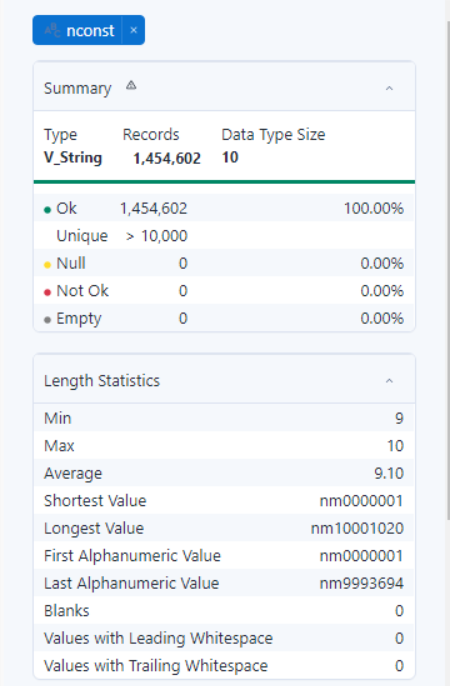 nconst ×
Summary
Type Records Data Type Size
V_String 1,454,602 10
Ok 1,454,602 100.00%
Unique > 10,000
Null 0 0.00%
Not Ok 0 0.00%
Empty 0 0.00%
Length Statistics
Min 9
Max 10
Average 9.10
Shortest Value nm0000001
Longest Value nm10001020
First Alphanumeric Value nm0000001
Last Alphanumeric Value nm9993694
Blanks 0
Values with Leading Whitespace 0
Values with Trailing Whitespace 0